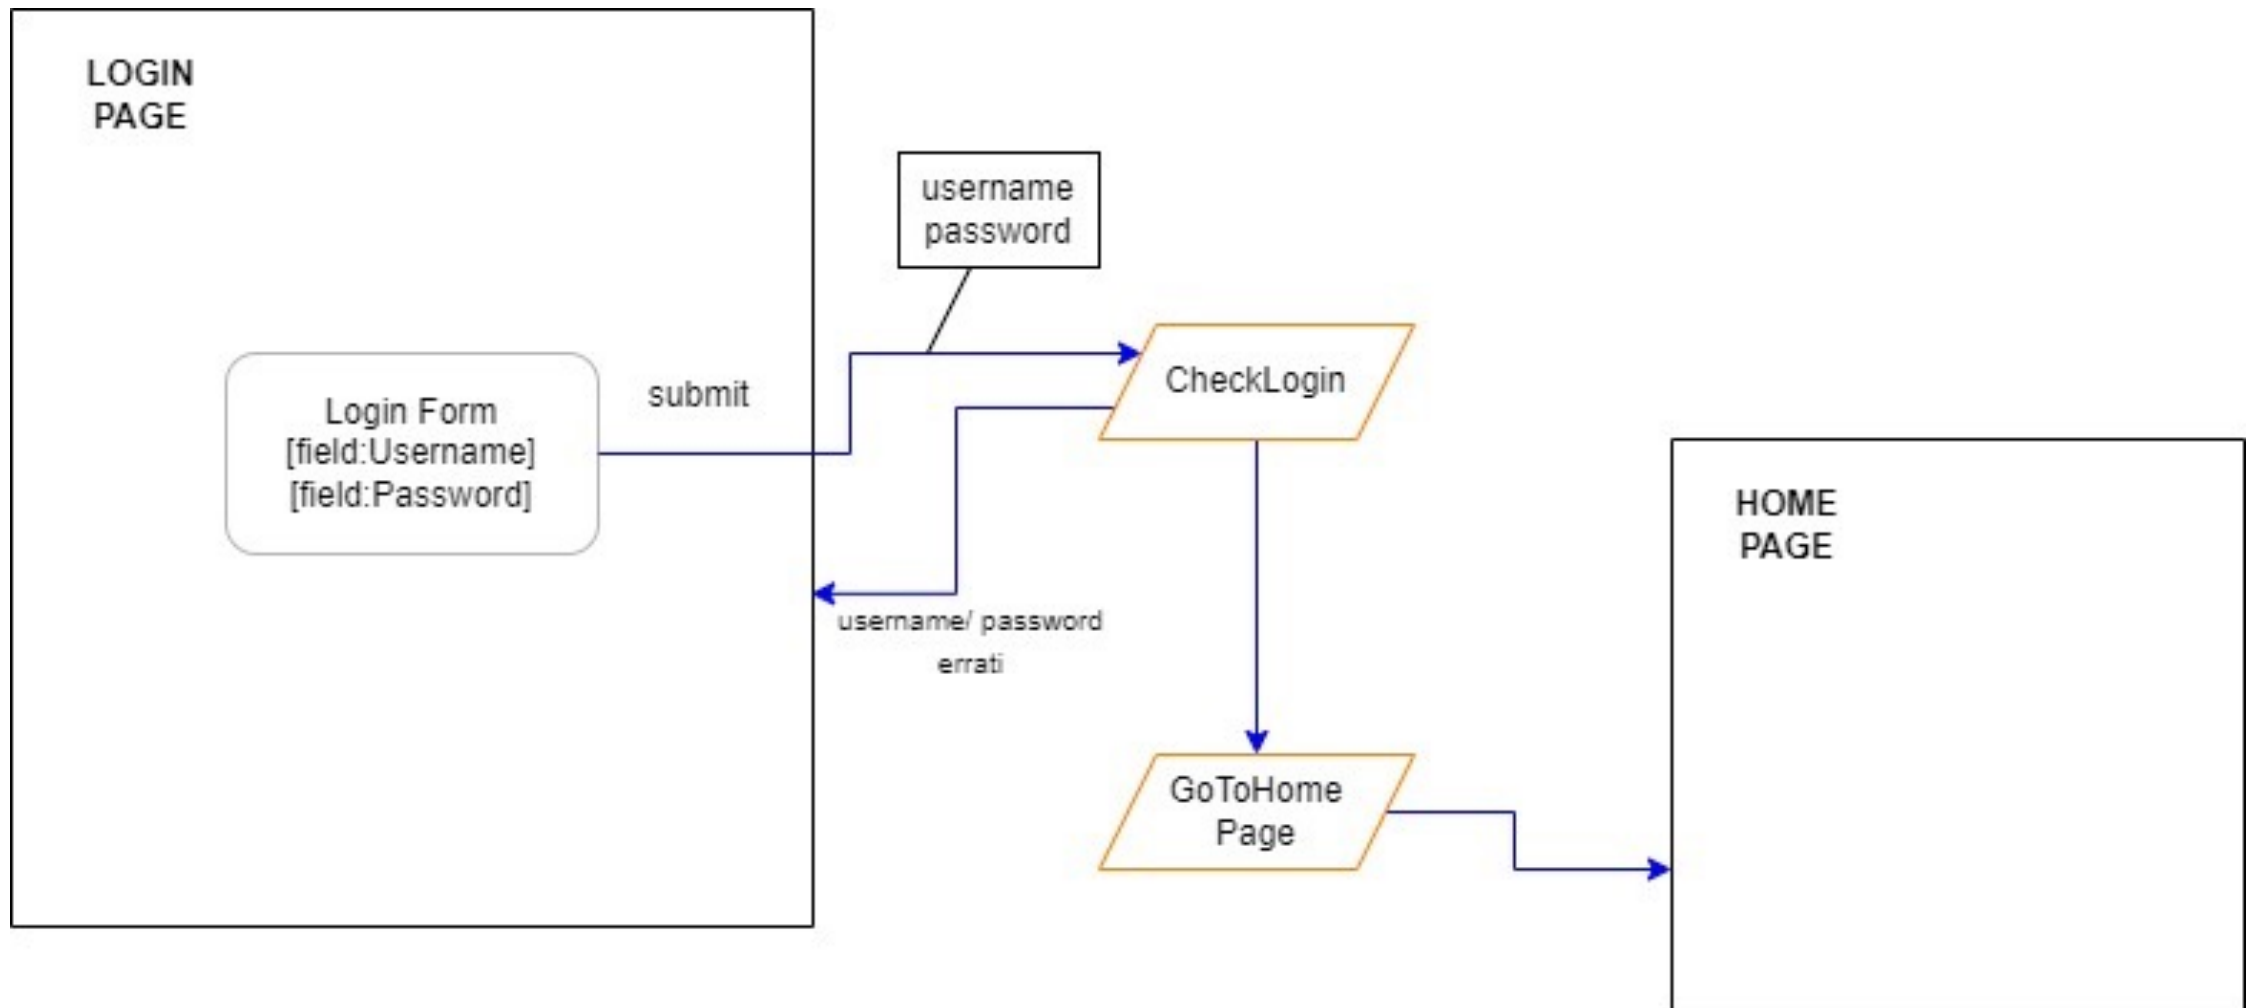 LOGIN
PAGE
username
password
submit
Login Form
[field:Username]
[field:Password]
CheckLogin
username/ password
errati
HOME
PAGE
GoToHome
Page